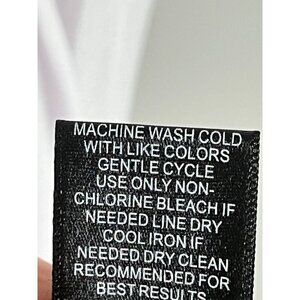 MACHINE WASH COLD
WITH LIKE COLORS
GENTLE CYCLE
USE ONLY NON-
CHLORINE BLEACH IF
NEEDED LINE DRY
COOL IRON IF
NEEDED DRY CLEAN
RECOMMENDED FOR
BEST RESULTS